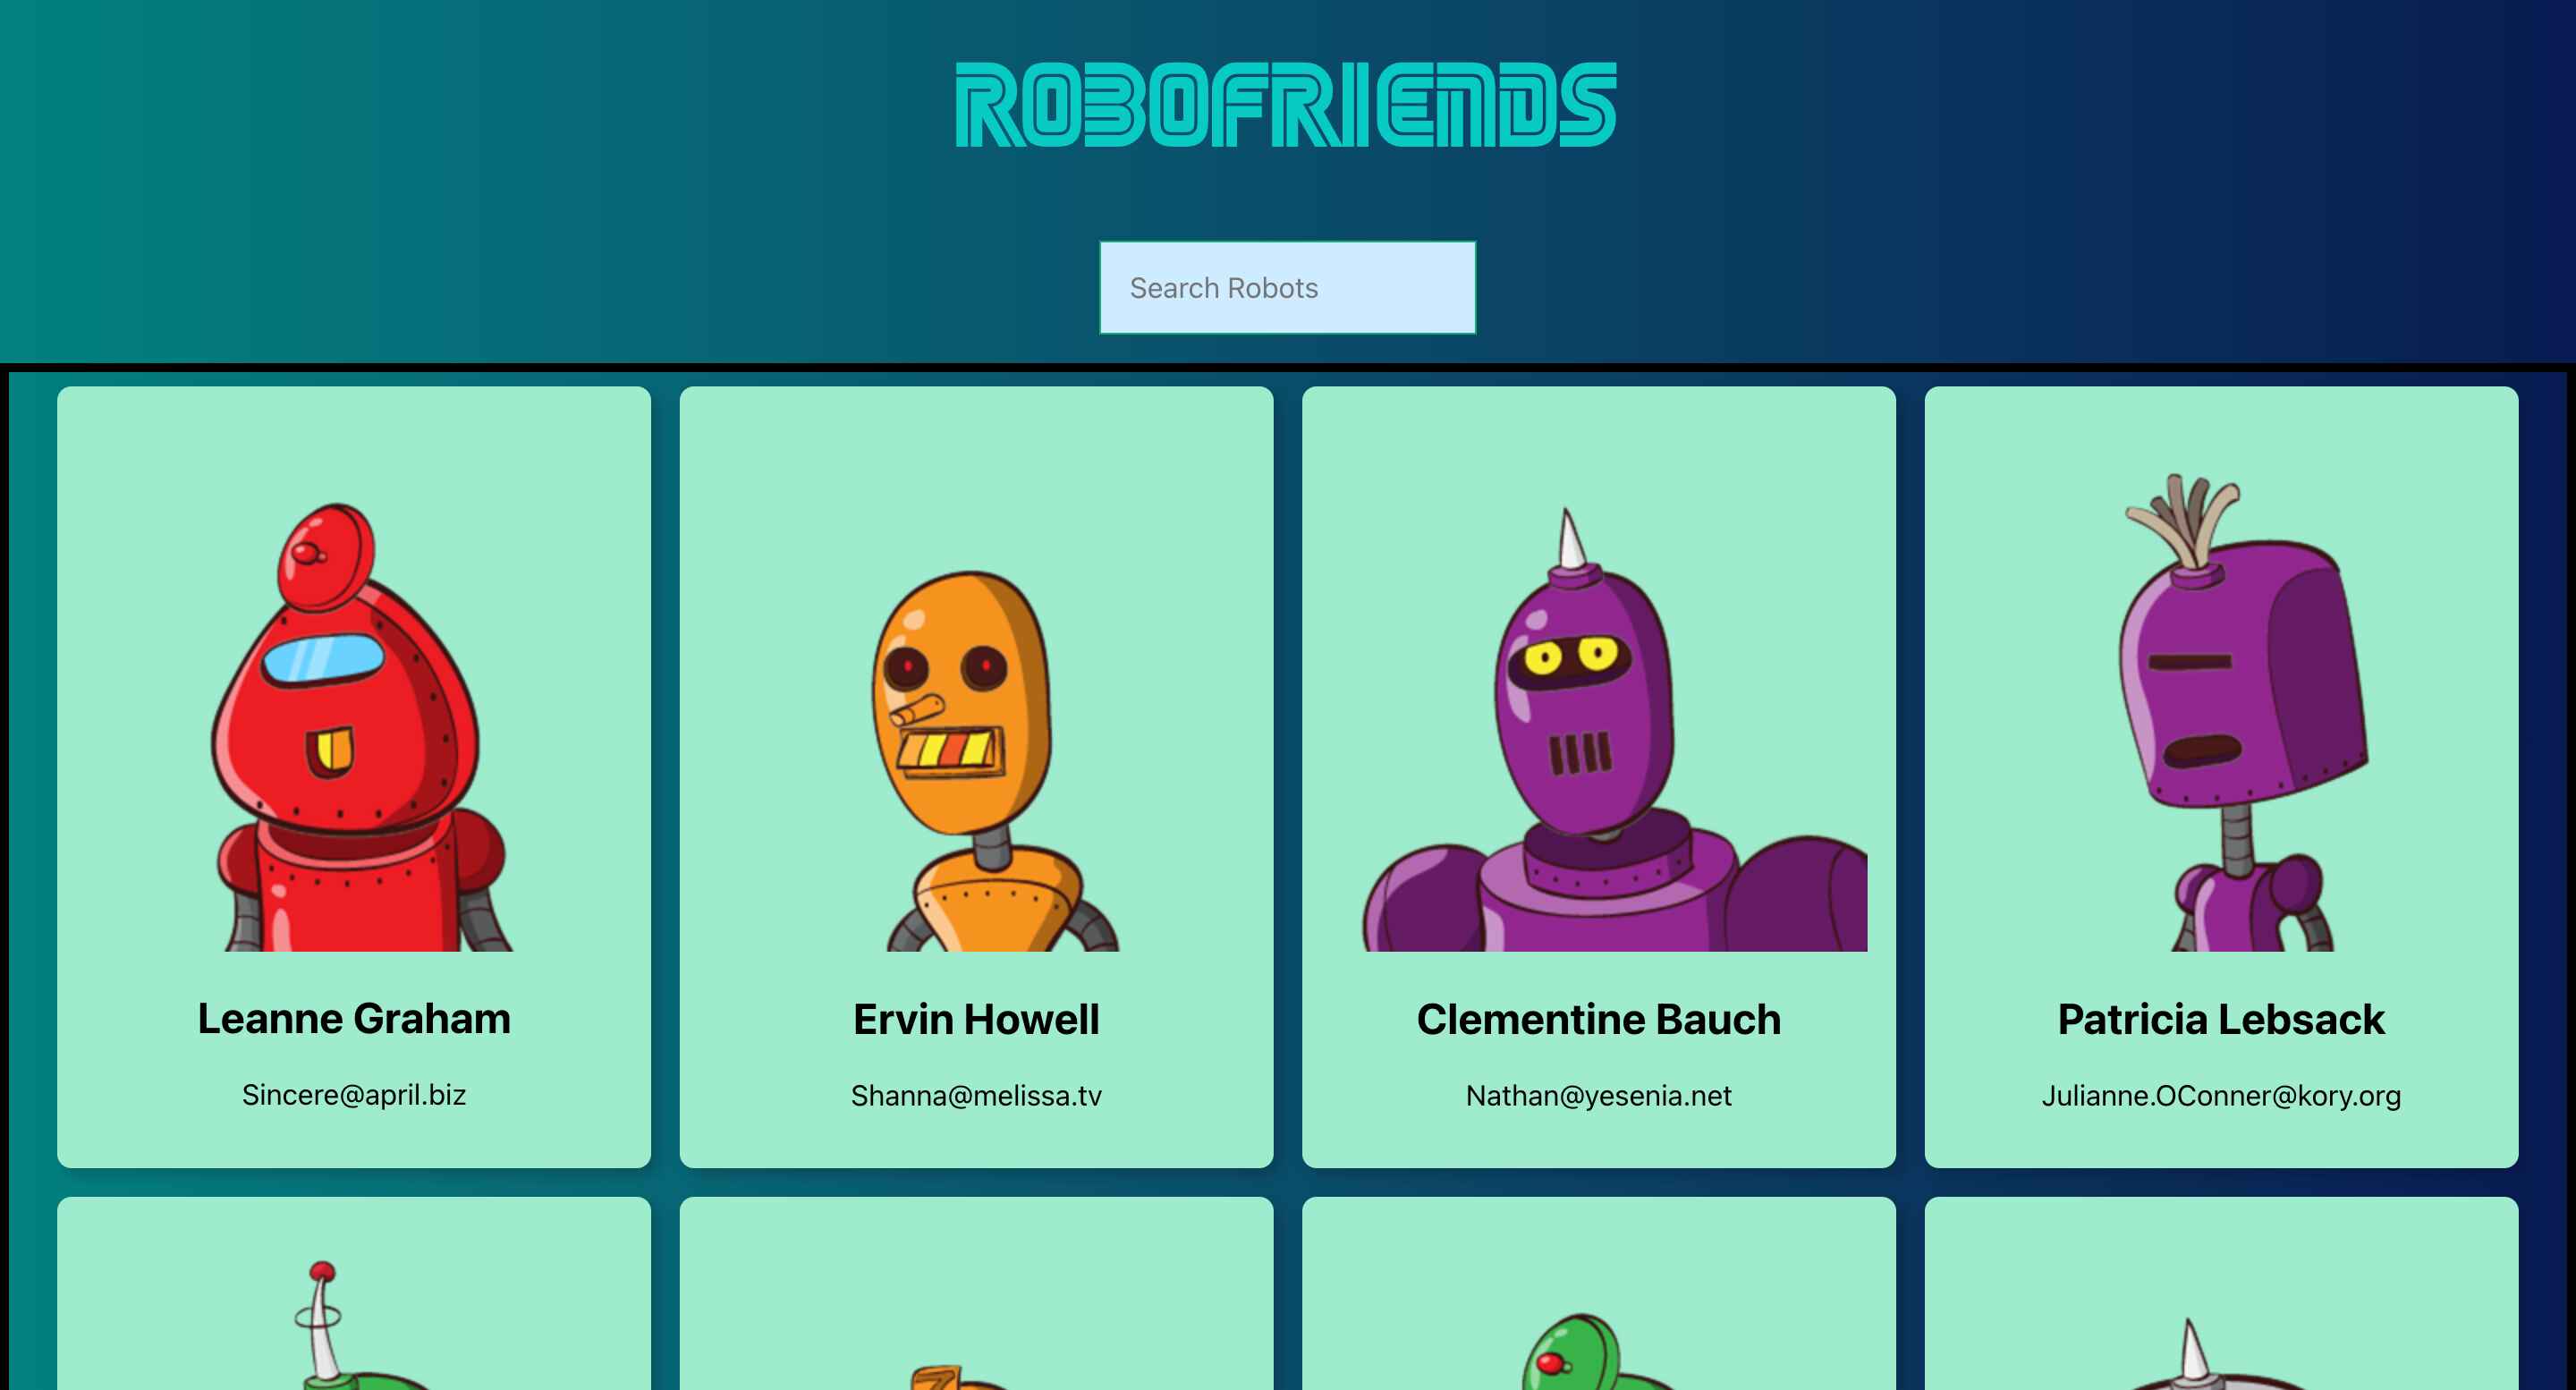 ROBOFRIENDS
Search Robots
Leanne Graham
Sincere@april.biz
Ervin Howell
Shanna@melissa.tv
Clementine Bauch
Nathan@yesenia.net
Patricia Lebsack
Julianne.OConner@kory.org